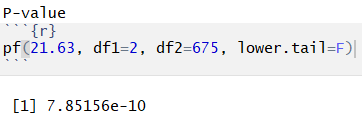 P-value
```{r}
pf(21.63, df1=2, df2=675, lower.tail=F)
```
[1] 7.85156e-10